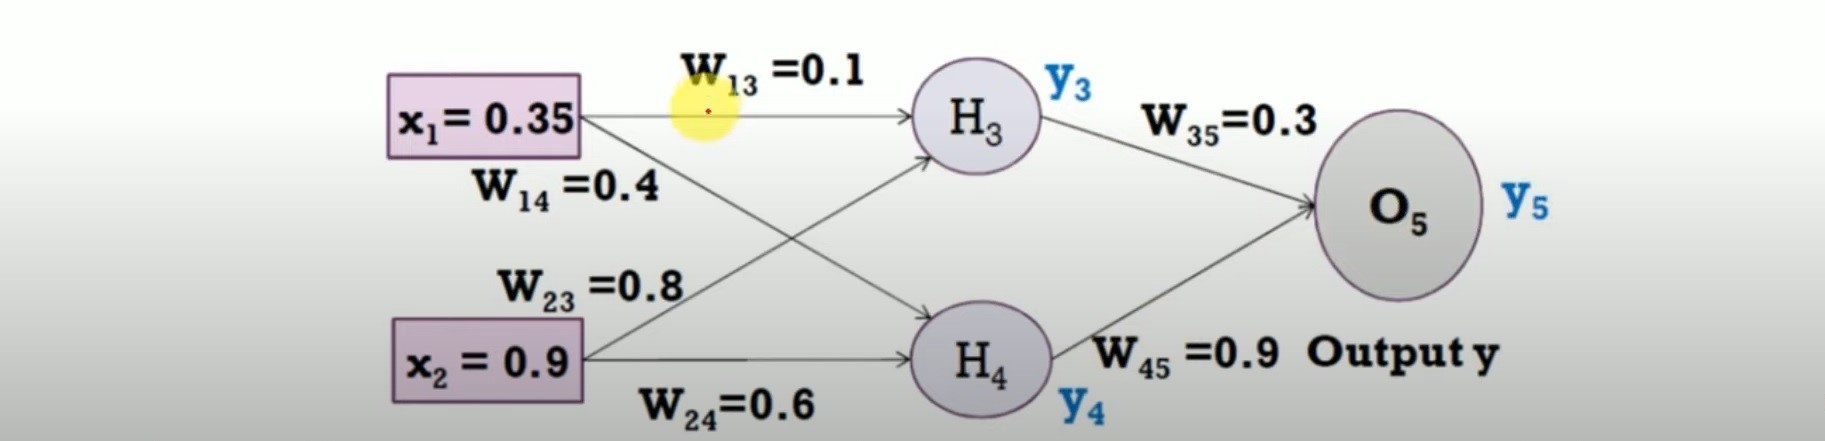 W₁₃ =0.1
y₃
x₁= 0.35
H₃
W₃₅=0.3
W₁₄ =0.4
O₅
y₅
W₂₃ =0.8
x₂ = 0.9
H₄
W₄₅ =0.9 Output y
W₂₄=0.6
y₄